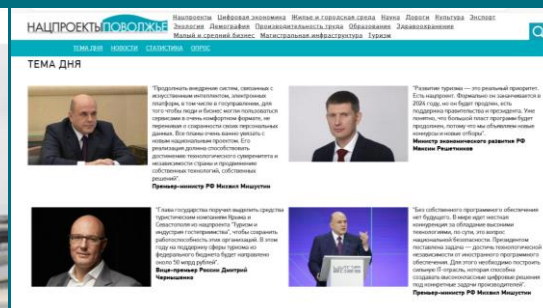 НАЦПРОЕКТЫ ПОВОЛЖЬЕ
Нацпроекты Цифровая экономика Жилье и городская среда Наука Дороги Культура Экспорт
Экология Демография Производительность труда Образование Здравоохранение
Малый и средний бизнес Магистральная инфраструктура Туризм
ТЕМА ДНЯ НОВОСТИ СТАТИСТИКА ОПРОС
ТЕМА ДНЯ
"Продолжать внедрение систем, связанных с
искусственным интеллектом, электронных
платформ, в том числе в госуправлении, для
того чтобы люди и бизнес могли пользоваться
сервисами в очень комфортном формате, не
переживая о сохранности своих персональных
данных. Все планы очень важно увязать с
новым национальным проектом. Его
реализация должна способствовать
достижению технологического суверенитета и
независимости страны и продвижению
собственных технологий, собственных
решений".
Премьер-министр РФ Михаил Мишустин
"Развитие туризма — это реальный приоритет.
Есть нацпроект. Формально он заканчивается в
2024 году, но он будет продлен, есть
поддержка правительства и президента. Уже
понятно, что большой пласт программ будет
продолжен, потому что мы объявляем новые
конкурсы и новые отборы".
Министр экономического развития РФ
Максим Решетников
"Глава государства поручил выделить средства
туристическим компаниям Крыма и
Севастополя из нацпроекта "Туризм и
индустрия гостеприимства", чтобы сохранить
работоспособность этих организаций. В этом
году на поддержку сферы туризма из
федерального бюджета будет направлено
около 50 млрд рублей".
Вице-премьер России Дмитрий
Чернышенко
"Без собственного программного обеспечения
нет будущего. В мире идет жесткая
конкуренция за обладание высокими
технологиями, по сути, это вопрос
национальной безопасности. Президентом
поставлена задача — достичь технологической
независимости от иностранного программного
обеспечения. Для этого необходимо построить
сильную IT-отрасль, которая способна
создавать высококлассные цифровые решения
под конкретные задачи производителей".
Премьер-министр РФ Михаил Мишустин